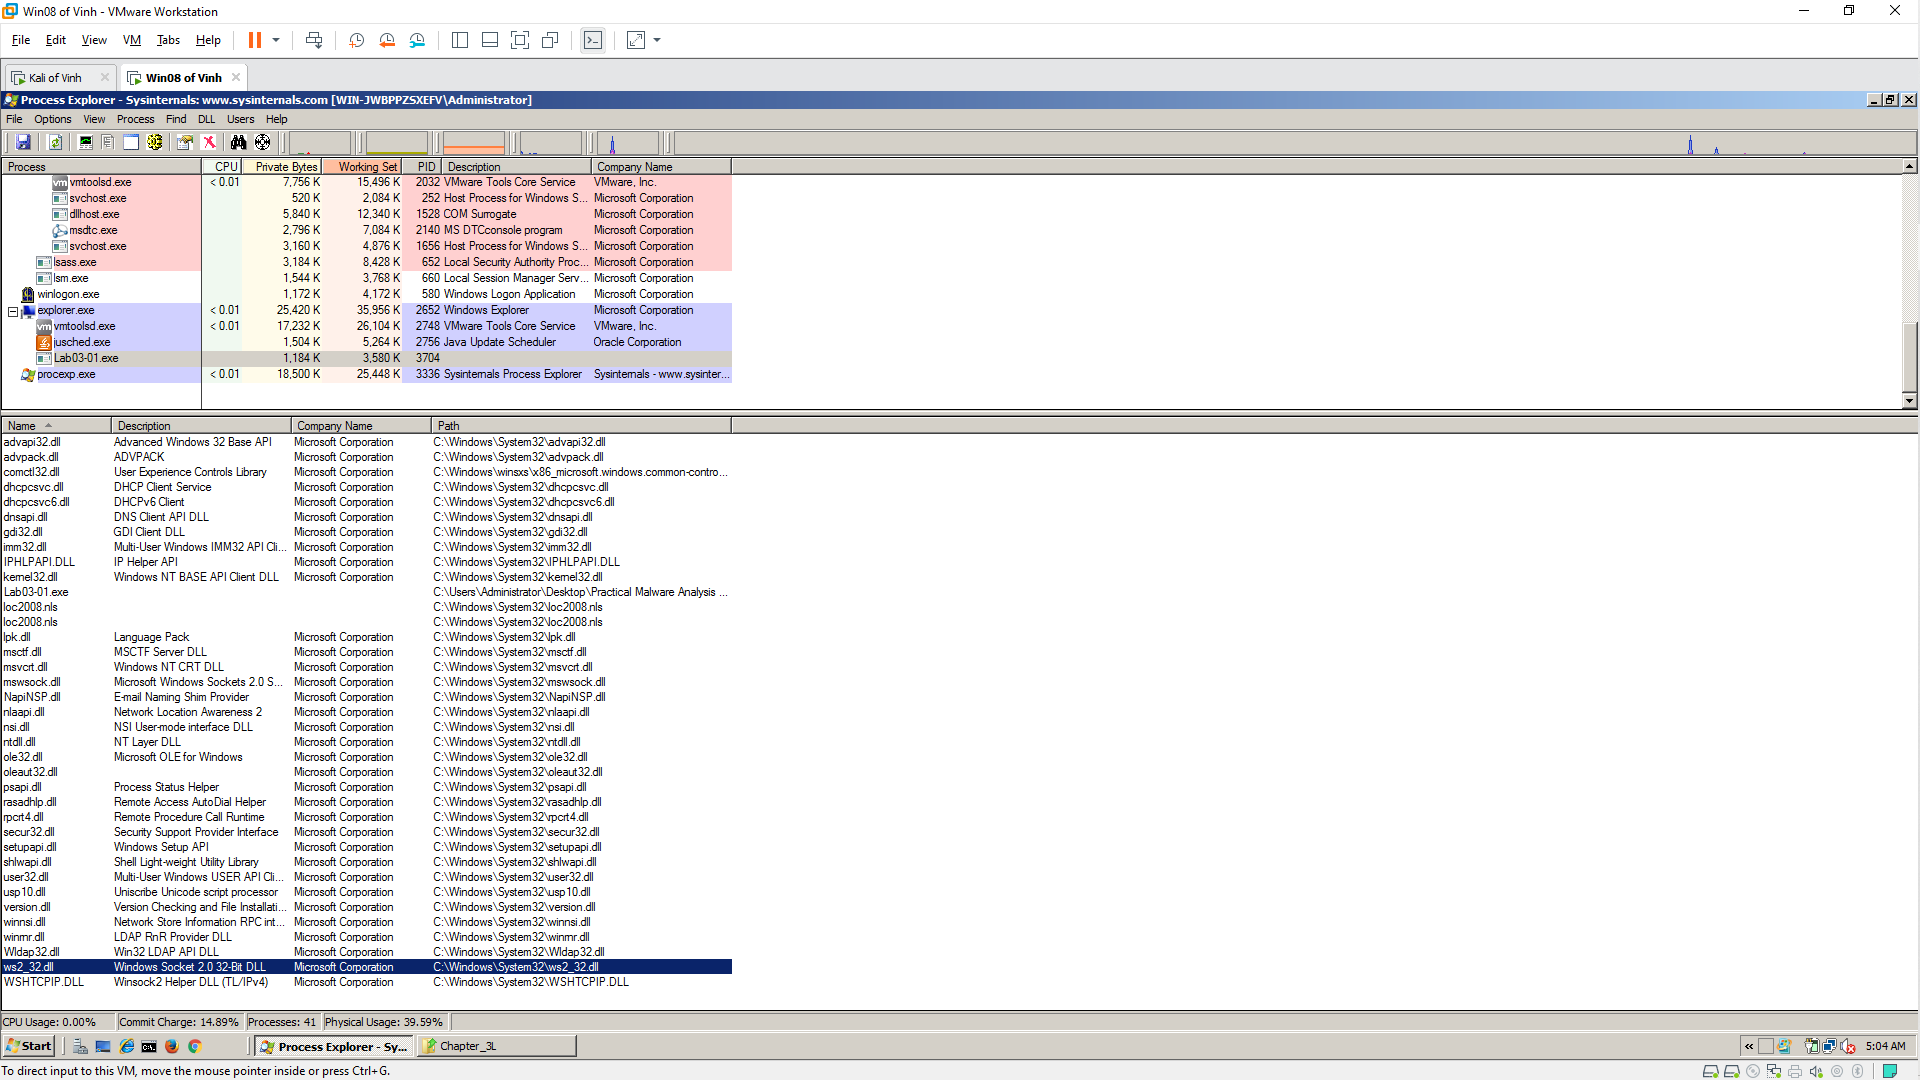 Win08 of Vinh - VMware Workstation
File Edit View VM Tabs Help
Kali of Vinh Win08 of Vinh
Process Explorer - Sysinternals: www.sysinternals.com [WIN-JWBPPZSXEFV\Administrator]
File Options View Process Find DLL Users Help
Process CPU Private Bytes Working Set PID Description Company Name
vmtoolsd.exe < 0.01 7,756 K 15,496 K 2032 VMware Tools Core Service VMware, Inc.
svchost.exe 520 K 2,084 K 252 Host Process for Windows S... Microsoft Corporation
dllhost.exe 5,840 K 12,340 K 1528 COM Surrogate Microsoft Corporation
msdtc.exe 2,796 K 7,084 K 2140 MS DTCconsole program Microsoft Corporation
svchost.exe 3,160 K 4,876 K 1656 Host Process for Windows S... Microsoft Corporation
lsass.exe 3,184 K 8,428 K 652 Local Security Authority Proc... Microsoft Corporation
lsm.exe 1,544 K 3,768 K 660 Local Session Manager Serv... Microsoft Corporation
winlogon.exe 1,172 K 4,172 K 580 Windows Logon Application Microsoft Corporation
explorer.exe < 0.01 25,420 K 35,956 K 2652 Windows Explorer Microsoft Corporation
vmtoolsd.exe < 0.01 17,232 K 26,104 K 2748 VMware Tools Core Service VMware, Inc.
jusched.exe 1,504 K 5,264 K 2756 Java Update Scheduler Oracle Corporation
Lab03-01.exe 1,184 K 3,580 K 3704
procexp.exe < 0.01 18,500 K 25,448 K 3336 Sysinternals Process Explorer Sysinternals - www.sysinter...
Name Description Company Name Path
advapi32.dll Advanced Windows 32 Base API Microsoft Corporation C:\Windows\System32\advapi32.dll
advpack.dll ADVPACK Microsoft Corporation C:\Windows\System32\advpack.dll
comctl32.dll User Experience Controls Library Microsoft Corporation C:\Windows\winsxs\x86_microsoft.windows.common-contro...
dhcpcsvc.dll DHCP Client Service Microsoft Corporation C:\Windows\System32\dhcpcsvc.dll
dhcpcsvc6.dll DHCPv6 Client Microsoft Corporation C:\Windows\System32\dhcpcsvc6.dll
dnsapi.dll DNS Client API DLL Microsoft Corporation C:\Windows\System32\dnsapi.dll
gdi32.dll GDI Client DLL Microsoft Corporation C:\Windows\System32\gdi32.dll
imm32.dll Multi-User Windows IMM32 API Cli... Microsoft Corporation C:\Windows\System32\imm32.dll
IPHLPAPI.DLL IP Helper API Microsoft Corporation C:\Windows\System32\IPHLPAPI.DLL
kernel32.dll Windows NT BASE API Client DLL Microsoft Corporation C:\Windows\System32\kernel32.dll
Lab03-01.exe C:\Users\Administrator\Desktop\Practical Malware Analysis ...
loc2008.nls C:\Windows\System32\loc2008.nls
loc2008.nls C:\Windows\System32\loc2008.nls
lpk.dll Language Pack Microsoft Corporation C:\Windows\System32\lpk.dll
msctf.dll MSCTF Server DLL Microsoft Corporation C:\Windows\System32\msctf.dll
msvcrt.dll Windows NT CRT DLL Microsoft Corporation C:\Windows\System32\msvcrt.dll
mswsock.dll Microsoft Windows Sockets 2.0 S... Microsoft Corporation C:\Windows\System32\mswsock.dll
NapiNSP.dll E-mail Naming Shim Provider Microsoft Corporation C:\Windows\System32\NapiNSP.dll
nlaapi.dll Network Location Awareness 2 Microsoft Corporation C:\Windows\System32\nlaapi.dll
nsi.dll NSI User-mode interface DLL Microsoft Corporation C:\Windows\System32\nsi.dll
ntdll.dll NT Layer DLL Microsoft Corporation C:\Windows\System32\ntdll.dll
ole32.dll Microsoft OLE for Windows Microsoft Corporation C:\Windows\System32\ole32.dll
oleaut32.dll Microsoft Corporation C:\Windows\System32\oleaut32.dll
psapi.dll Process Status Helper Microsoft Corporation C:\Windows\System32\psapi.dll
rasadhlp.dll Remote Access AutoDial Helper Microsoft Corporation C:\Windows\System32\rasadhlp.dll
rpcrt4.dll Remote Procedure Call Runtime Microsoft Corporation C:\Windows\System32\rpcrt4.dll
secur32.dll Security Support Provider Interface Microsoft Corporation C:\Windows\System32\secur32.dll
setupapi.dll Windows Setup API Microsoft Corporation C:\Windows\System32\setupapi.dll
shlwapi.dll Shell Light-weight Utility Library Microsoft Corporation C:\Windows\System32\shlwapi.dll
user32.dll Multi-User Windows USER API Cli... Microsoft Corporation C:\Windows\System32\user32.dll
usp10.dll Uniscribe Unicode script processor Microsoft Corporation C:\Windows\System32\usp10.dll
version.dll Version Checking and File Installati... Microsoft Corporation C:\Windows\System32\version.dll
winnsi.dll Network Store Information RPC int... Microsoft Corporation C:\Windows\System32\winnsi.dll
winrnr.dll LDAP RnR Provider DLL Microsoft Corporation C:\Windows\System32\winrnr.dll
Wldap32.dll Win32 LDAP API DLL Microsoft Corporation C:\Windows\System32\Wldap32.dll
ws2_32.dll Windows Socket 2.0 32-Bit DLL Microsoft Corporation C:\Windows\System32\ws2_32.dll
WSHTCPIP.DLL Winsock2 Helper DLL (TL/IPv4) Microsoft Corporation C:\Windows\System32\WSHTCPIP.DLL
CPU Usage: 0.00% Commit Charge: 14.89% Processes: 41 Physical Usage: 39.59%
Start Process Explorer - Sy... Chapter_3L 5:04 AM
To direct input to this VM, move the mouse pointer inside or press Ctrl+G.